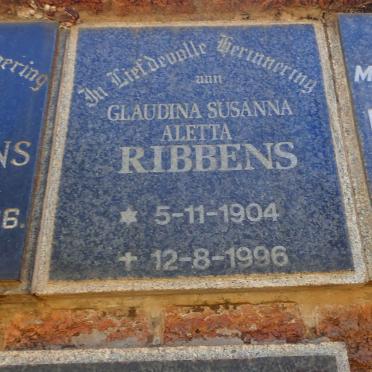 In Liefdevolle Herinnering
aan
GLAUDINA SUSANNA
ALETTA
RIBBENS
* 5-11-1904
+ 12-8-1996